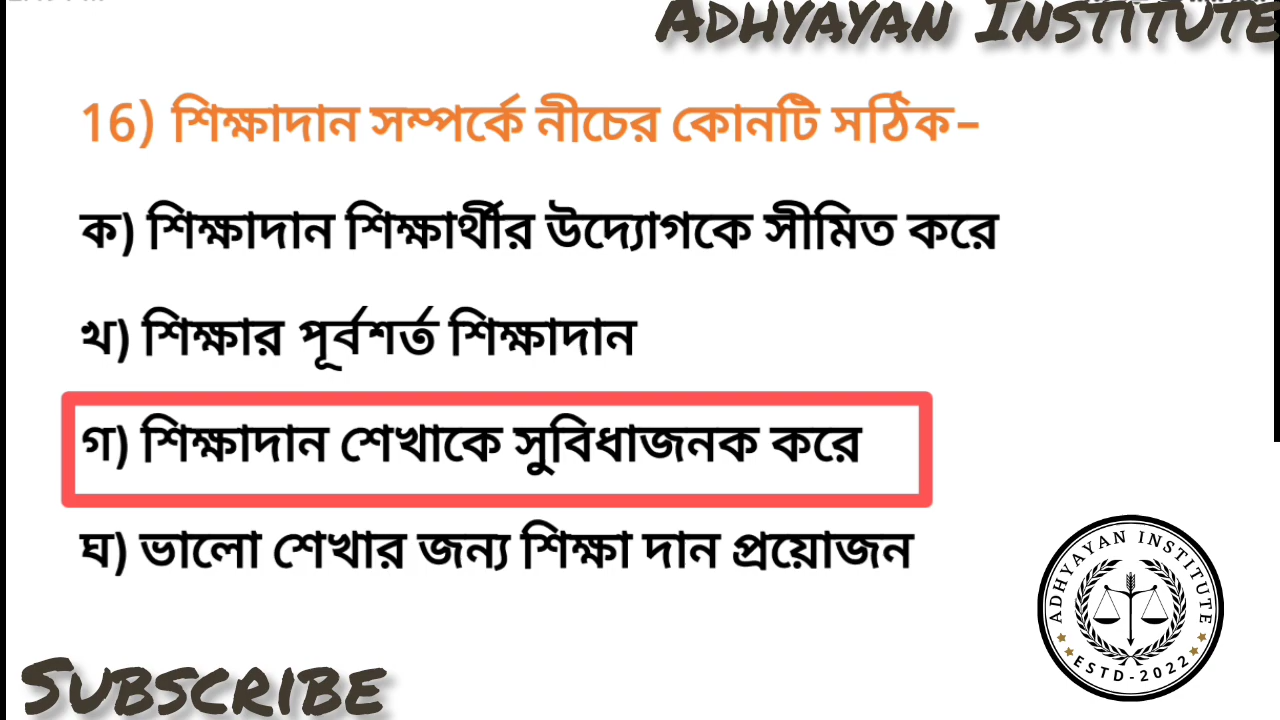 ADHYAYAN INSTITUTE
16) শিক্ষাদান সম্পর্কে নীচের কোনটি সঠিক–
ক) শিক্ষাদান শিক্ষার্থীর উদ্যোগকে সীমিত করে
খ) শিক্ষার পূর্বশর্ত শিক্ষাদান
গ) শিক্ষাদান শেখাকে সুবিধাজনক করে
ঘ) ভালো শেখার জন্য শিক্ষা দান প্রয়োজন
ADHYAYAN INSTITUTE
ESTD-2022
SUBSCRIBE